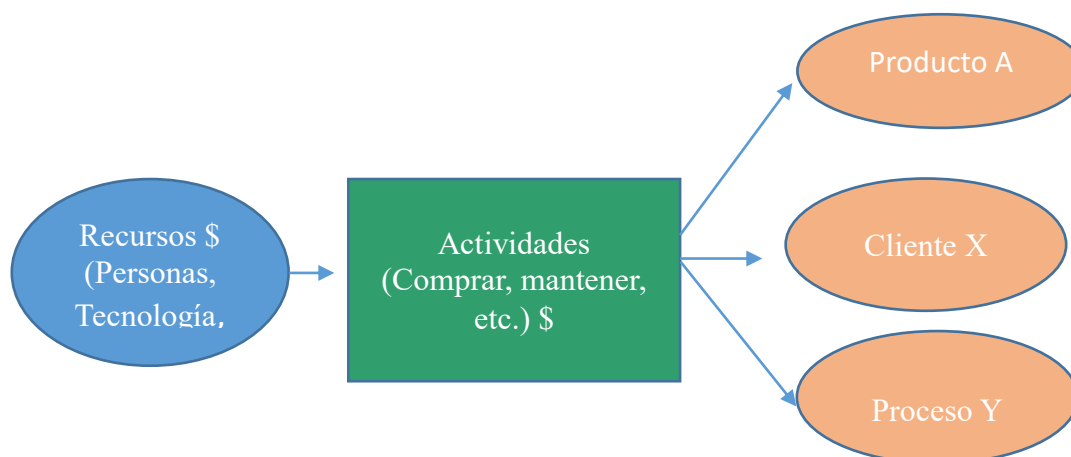 Producto A
Recursos $
(Personas,
Tecnología,
Actividades
(Comprar, mantener,
etc.) $
Cliente X
Proceso Y